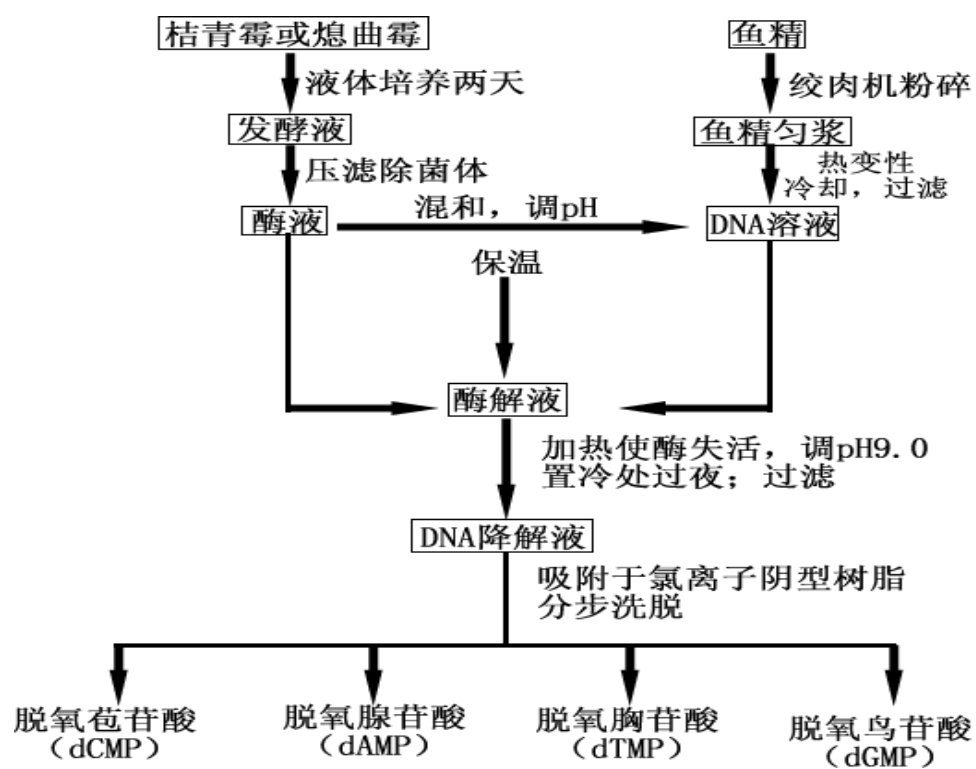 桔青霉或熄曲霉
鱼精
液体培养两天
绞肉机粉碎
发酵液
鱼精匀浆
压滤除菌体
热变性
冷却，过滤
混和，调pH
酶液
DNA溶液
保温
酶解液
加热使酶失活，调pH9.0
置冷处过夜；过滤
DNA降解液
吸附于氯离子阴型树脂
分步洗脱
脱氧苞苷酸
（dCMP）
脱氧腺苷酸
（dAMP）
脱氧胸苷酸
（dTMP）
脱氧鸟苷酸
（dGMP）